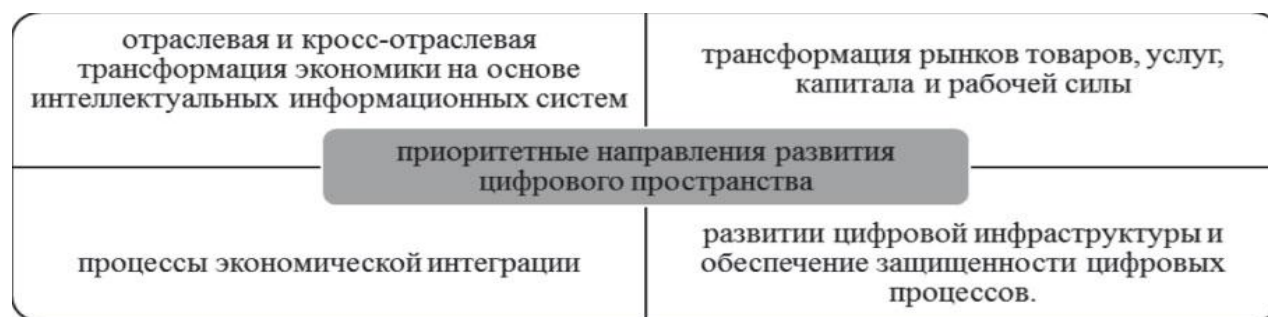 отраслевая и кросс-отраслевая
трансформация экономики на основе
интеллектуальных информационных систем
трансформация рынков товаров, услуг,
капитала и рабочей силы
приоритетные направления развития
цифрового пространства
процессы экономической интеграции
развитии цифровой инфраструктуры и
обеспечение защищенности цифровых
процессов.